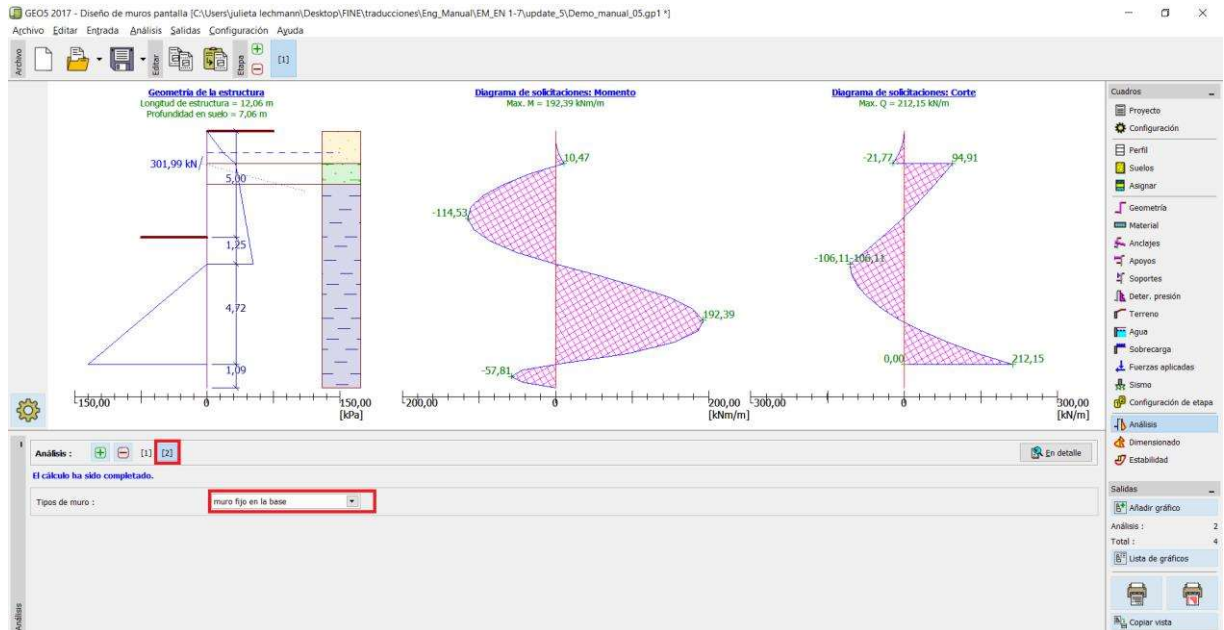 GEO5 2017 - Diseño de muros pantalla [C:\Users\julieta lechmann\Desktop\FINE\traducciones\Eng_Manual\EM_EN 1-7\update_5\Demo_manual_05.gp1 *]
Archivo Editar Entrada Análisis Salidas Configuración Ayuda
Archivo
Editar
Etapa
[1]
Geometría de la estructura
Longitud de estructura = 12,06 m
Profundidad en suelo = 7,06 m
301,99 kN/
5,00
1,25
4,72
1,09
-150,00
0
150,00
[kPa]
Diagrama de solicitaciones: Momento
Max. M = 192,39 kNm/m
10,47
-114,53
192,39
-57,81
-200,00
0
200,00
[kNm/m]
Diagrama de solicitaciones: Corte
Max. Q = 212,15 kN/m
-21,77
94,91
-106,11
-106,11
0,00
212,15
-300,00
0
300,00
[kN/m]
Cuadros
Proyecto
Configuración
Perfil
Suelos
Asignar
Geometría
Material
Anclajes
Apoyos
Soportes
Deter. presión
Terreno
Agua
Sobrecarga
Fuerzas aplicadas
Sismo
Configuración de etapa
Análisis
Dimensionado
Estabilidad
Análisis :
[1]
[2]
En detalle
El cálculo ha sido completado.
Tipos de muro :
muro fijo en la base
Análisis
Salidas
Añadir gráfico
Análisis : 2
Total : 4
Lista de gráficos
Copiar vista